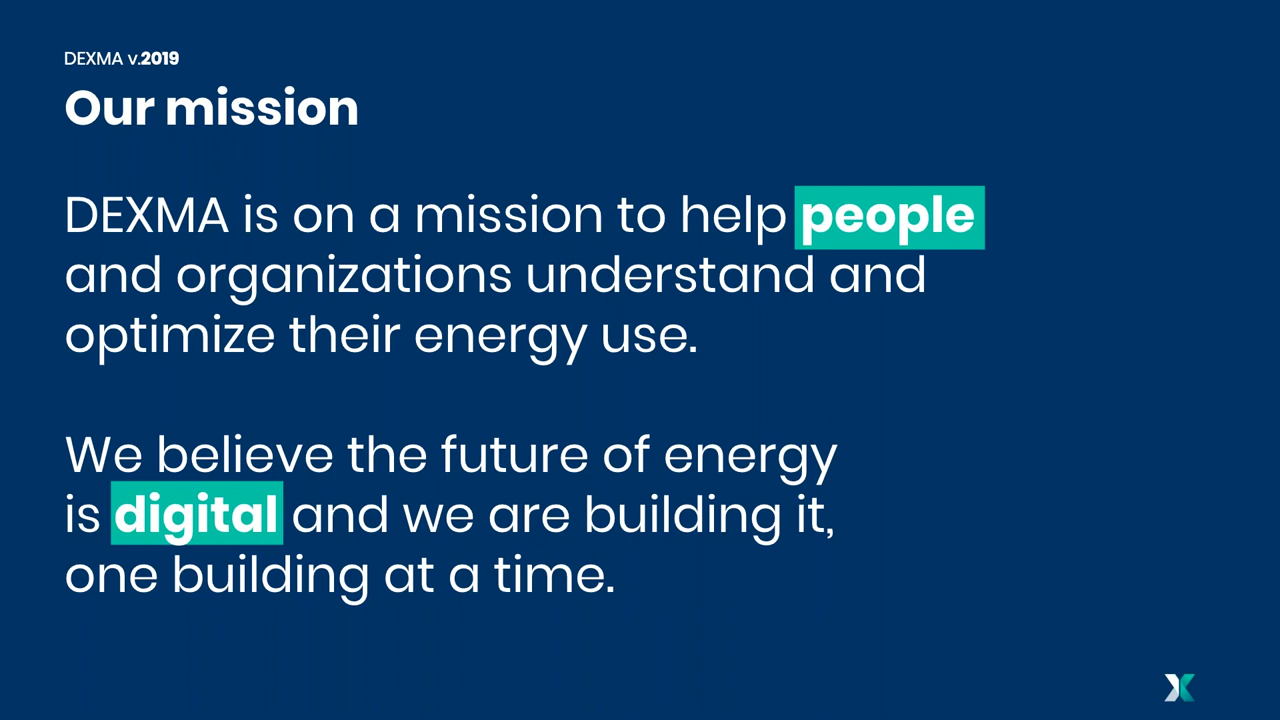 DEXMA v.2019
Our mission
DEXMA is on a mission to help people
and organizations understand and
optimize their energy use.
We believe the future of energy
is digital and we are building it,
one building at a time.